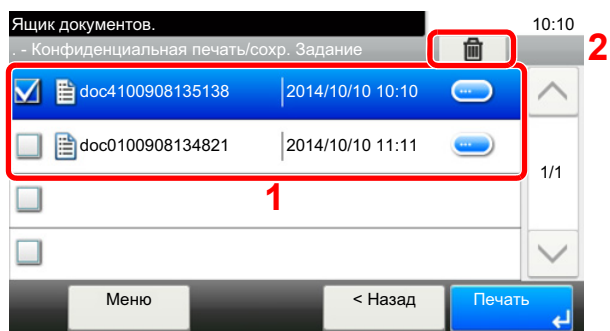 Ящик документов. 10:10
. - Конфиденциальная печать/сохр. Задание 2
doc4100908135138 2014/10/10 10:10 ...
doc0100908134821 2014/10/10 11:11 ...
1/1
1
Меню < Назад Печать